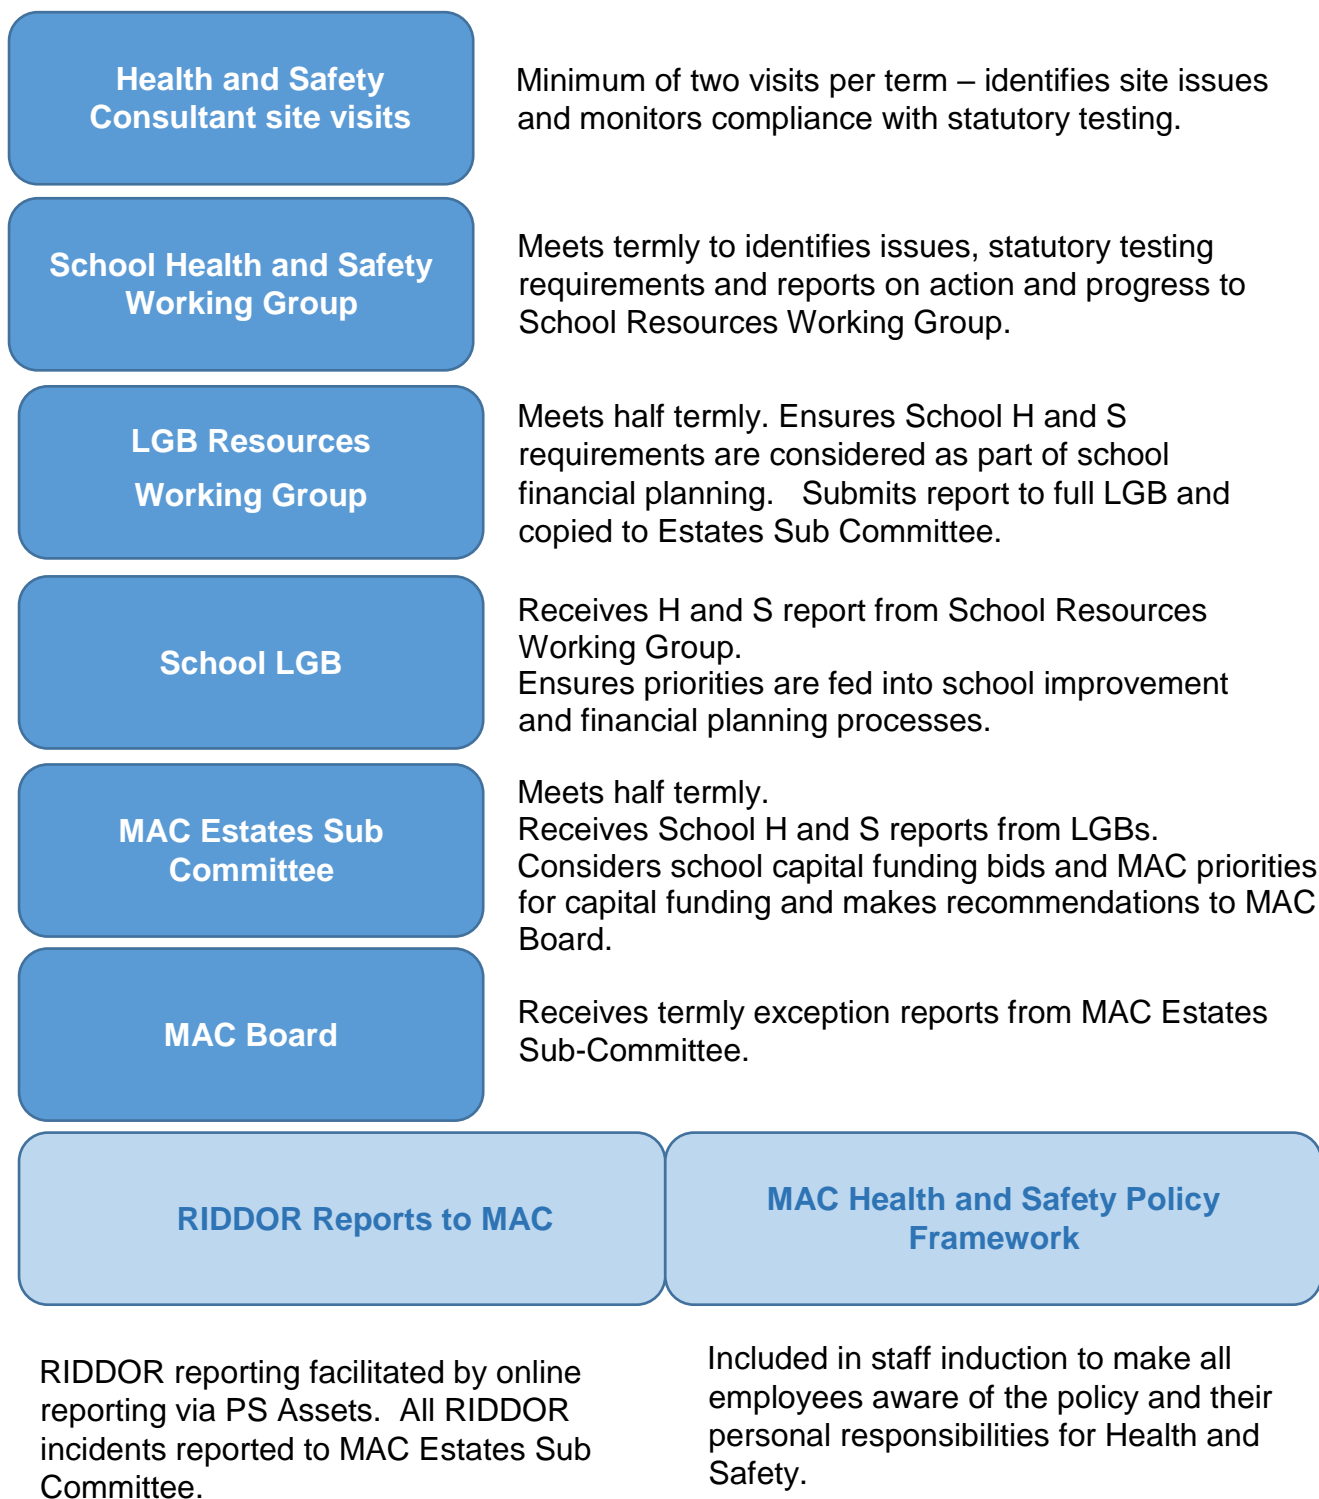 Health and Safety
Consultant site visits
Minimum of two visits per term – identifies site issues
and monitors compliance with statutory testing.
School Health and Safety
Working Group
Meets termly to identifies issues, statutory testing
requirements and reports on action and progress to
School Resources Working Group.
LGB Resources
Working Group
Meets half termly. Ensures School H and S
requirements are considered as part of school
financial planning.   Submits report to full LGB and
copied to Estates Sub Committee.
School LGB
Receives H and S report from School Resources
Working Group.
Ensures priorities are fed into school improvement
and financial planning processes.
MAC Estates Sub
Committee
Meets half termly.
Receives School H and S reports from LGBs.
Considers school capital funding bids and MAC priorities
for capital funding and makes recommendations to MAC
Board.
MAC Board
Receives termly exception reports from MAC Estates
Sub-Committee.
RIDDOR Reports to MAC
RIDDOR reporting facilitated by online
reporting via PS Assets.  All RIDDOR
incidents reported to MAC Estates Sub
Committee.
MAC Health and Safety Policy
Framework
Included in staff induction to make all
employees aware of the policy and their
personal responsibilities for Health and
Safety.